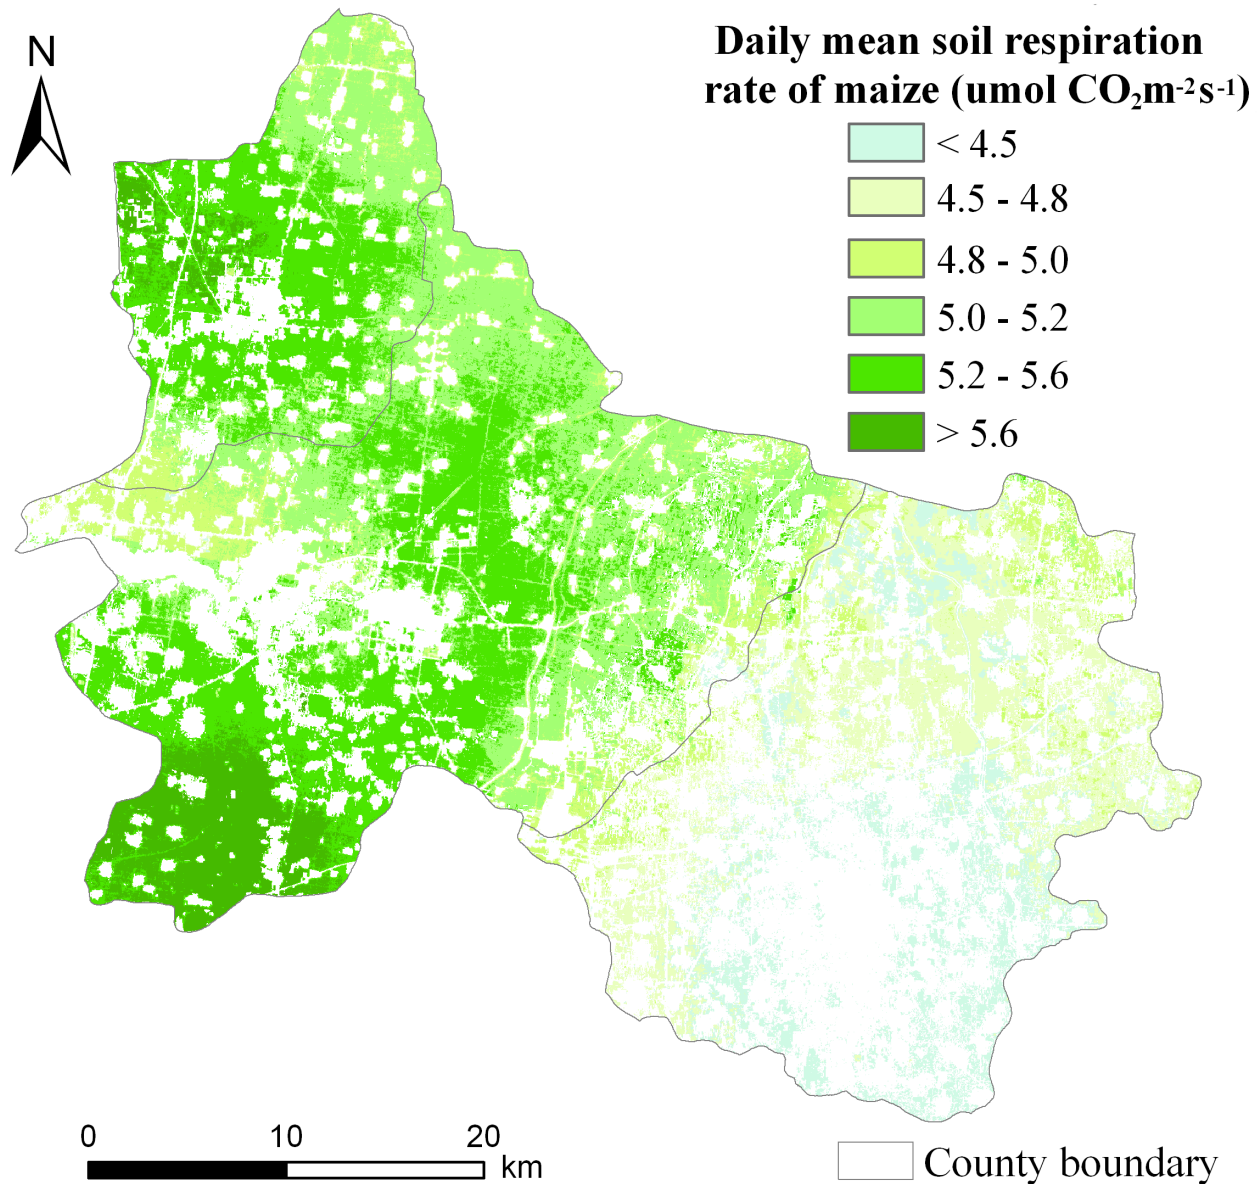 N
Daily mean soil respiration
rate of maize (umol CO₂m⁻²s⁻¹)
< 4.5
4.5 - 4.8
4.8 - 5.0
5.0 - 5.2
5.2 - 5.6
> 5.6
0 10 20
km
County boundary